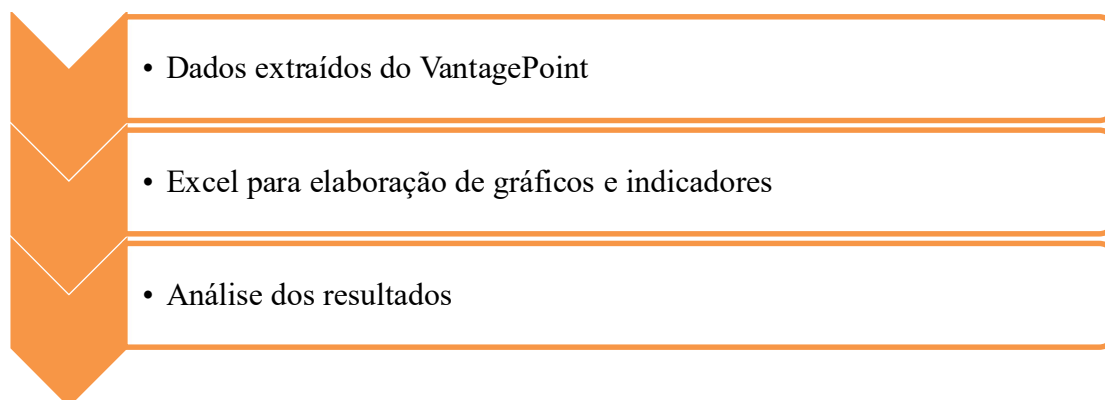 • Dados extraídos do VantagePoint
• Excel para elaboração de gráficos e indicadores
• Análise dos resultados